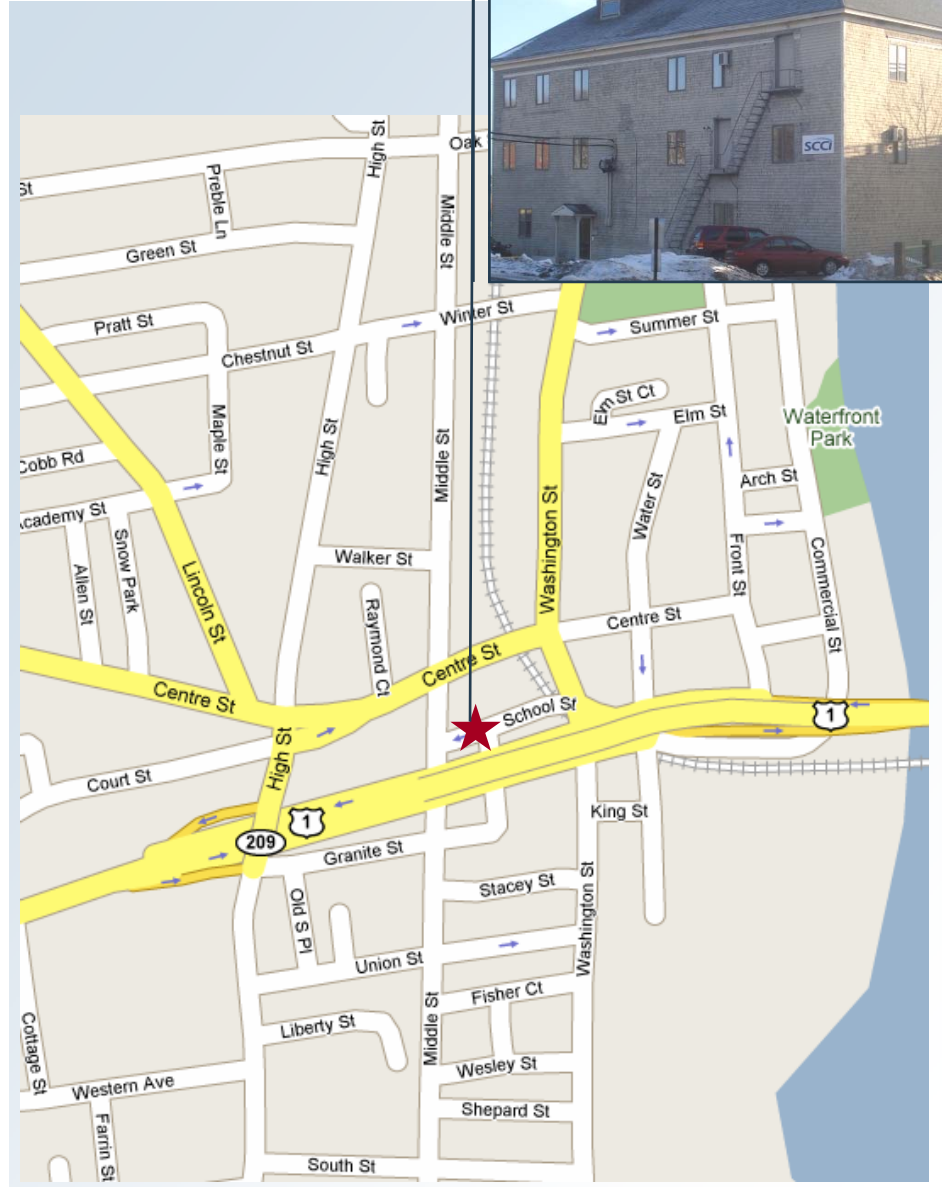 SCCI
High St
Oak
St
Preble Ln
Middle St
Green St
Pratt St
Winter St
Summer St
Chestnut St
Elm St Ct
Elm St
Waterfront
Park
Maple St
High St
Middle St
Cobb Rd
Arch St
Academy St
Water St
Washington St
Snow Park
Allen St
Walker St
Front St
Commercial St
Lincoln St
Raymond Ct
Centre St
Centre St
Centre St
School St
1
High St
Court St
1
209
King St
Granite St
Stacey St
Old S Pl
Washington St
Union St
Fisher Ct
Middle St
Liberty St
Cottage St
Wesley St
Western Ave
Shepard St
Farrin St
South St